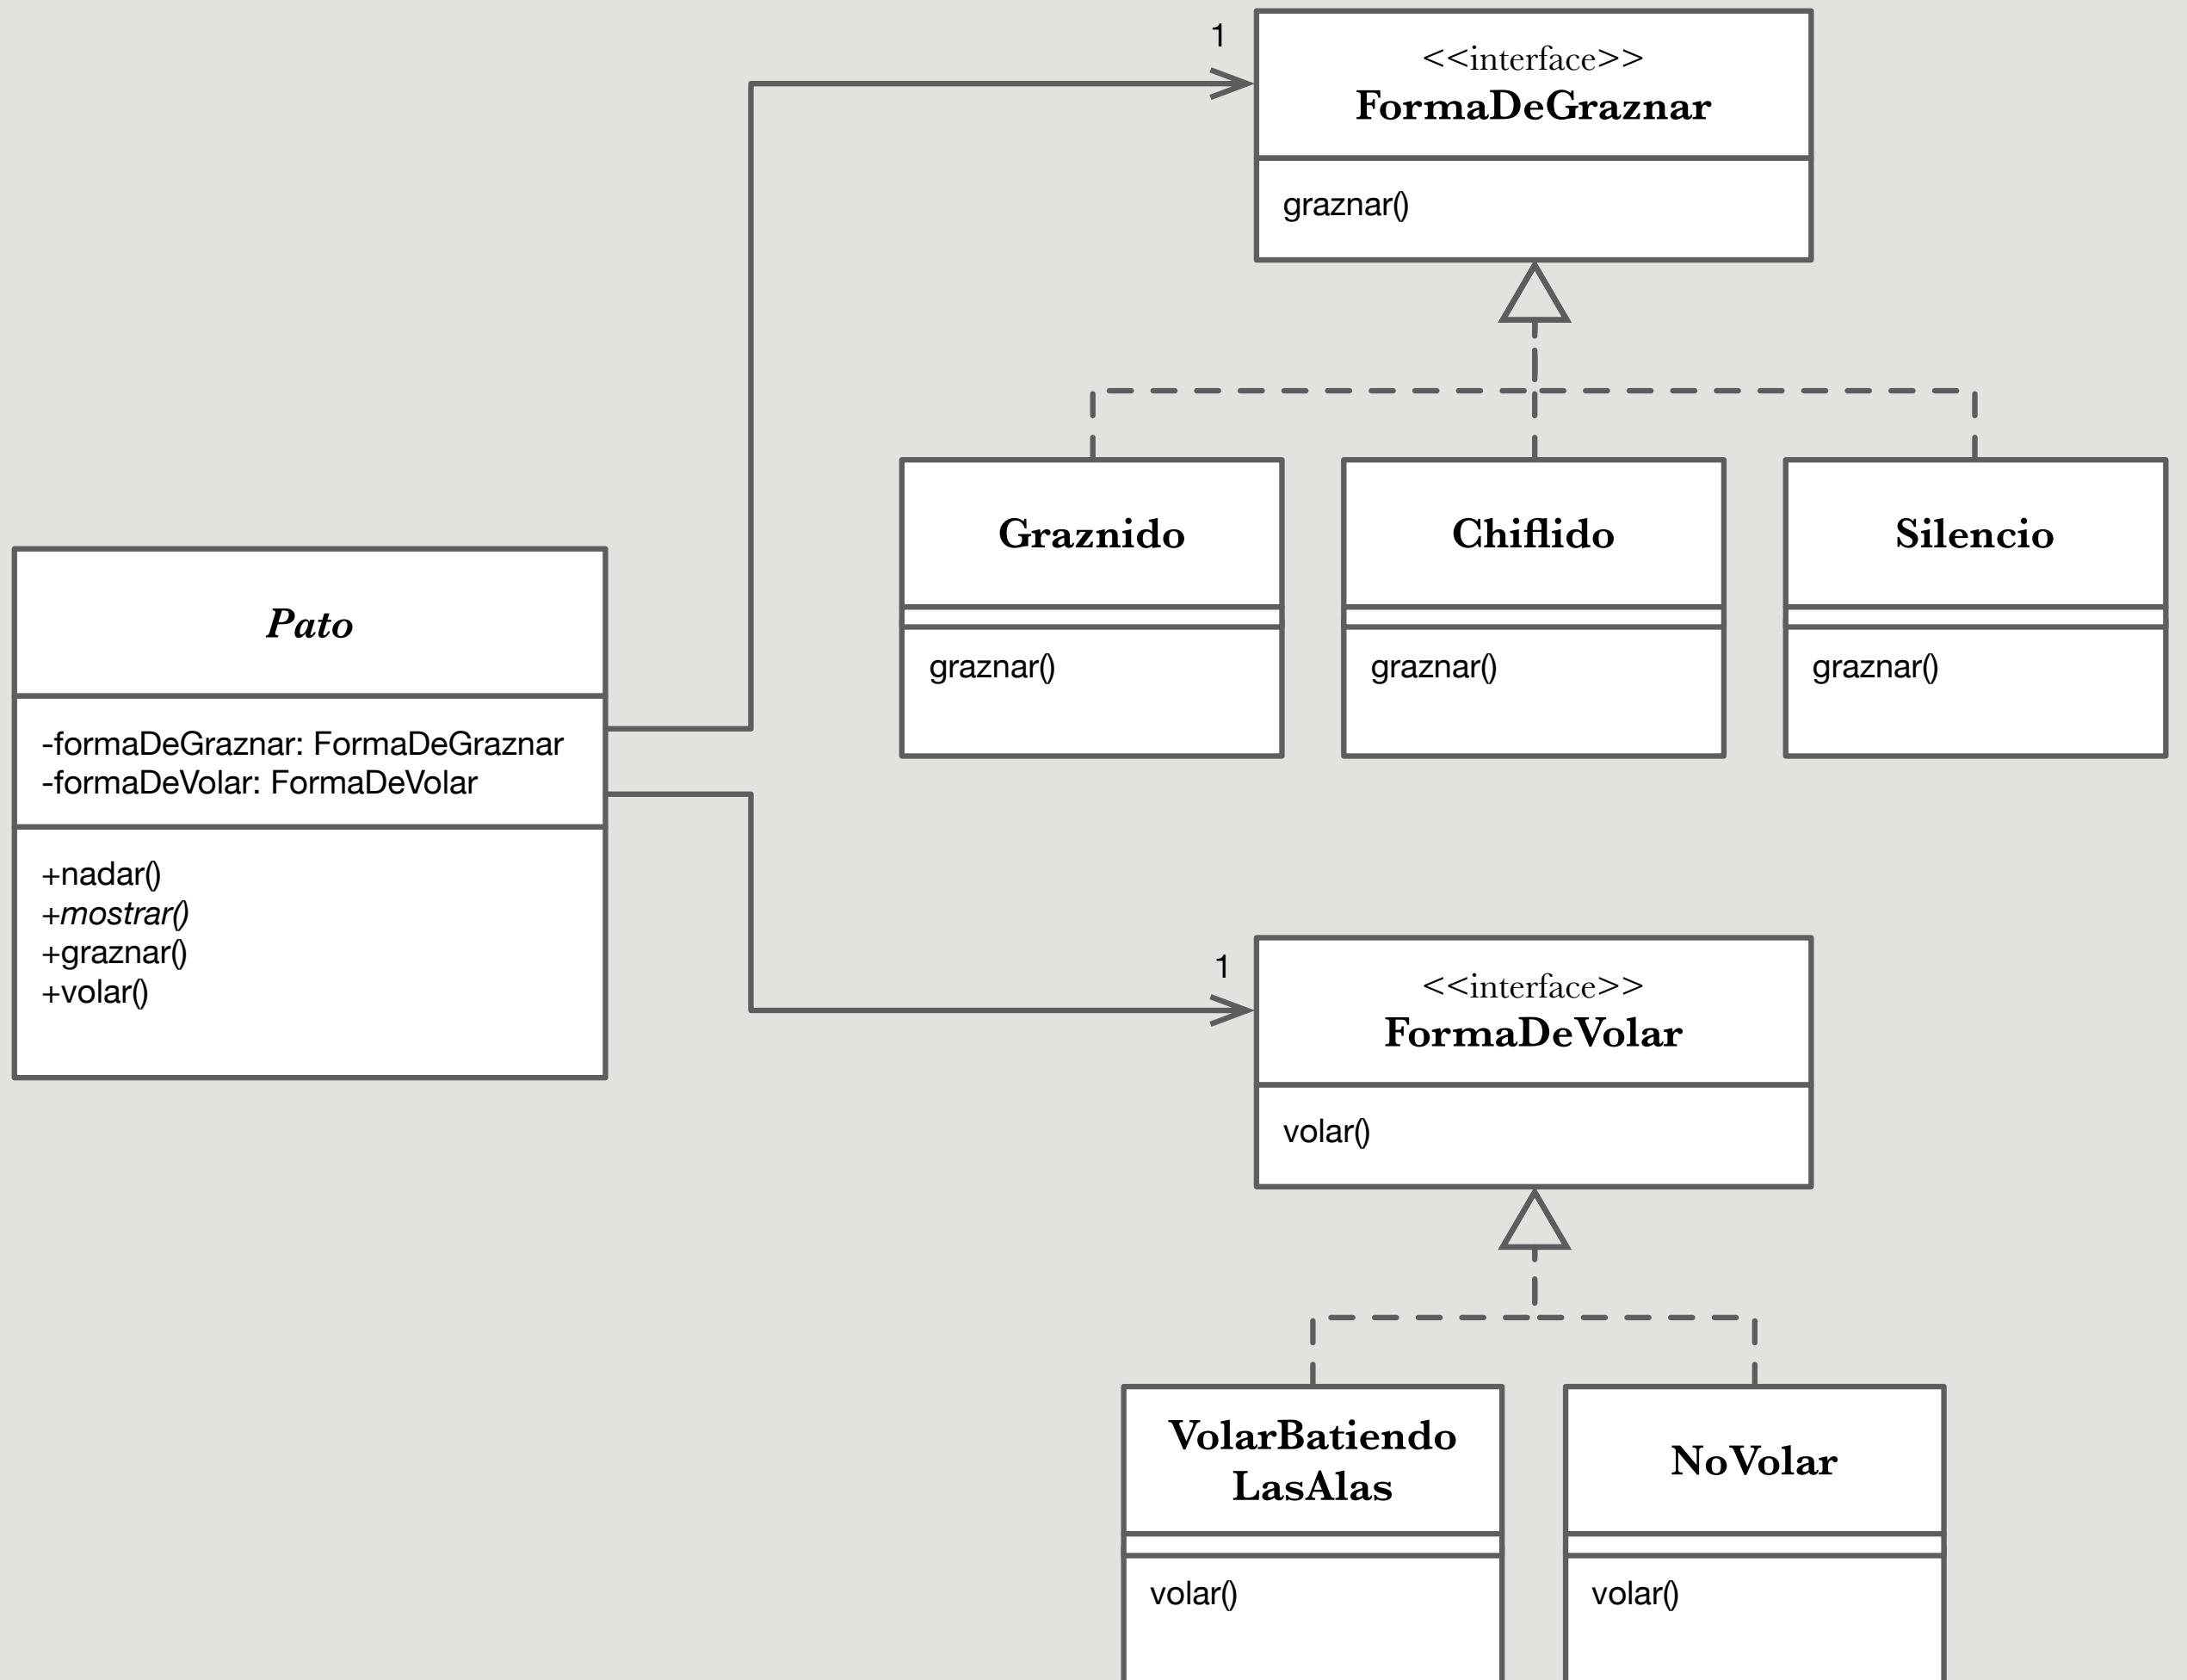 1
<<interface>>
FormaDeGraznar
graznar()
Graznido
graznar()
Chiflido
graznar()
Silencio
graznar()
Pato
-formaDeGraznar: FormaDeGraznar
-formaDeVolar: FormaDeVolar
+nadar()
+mostrar()
+graznar()
+volar()
1
<<interface>>
FormaDeVolar
volar()
VolarBatiendo
LasAlas
volar()
NoVolar
volar()